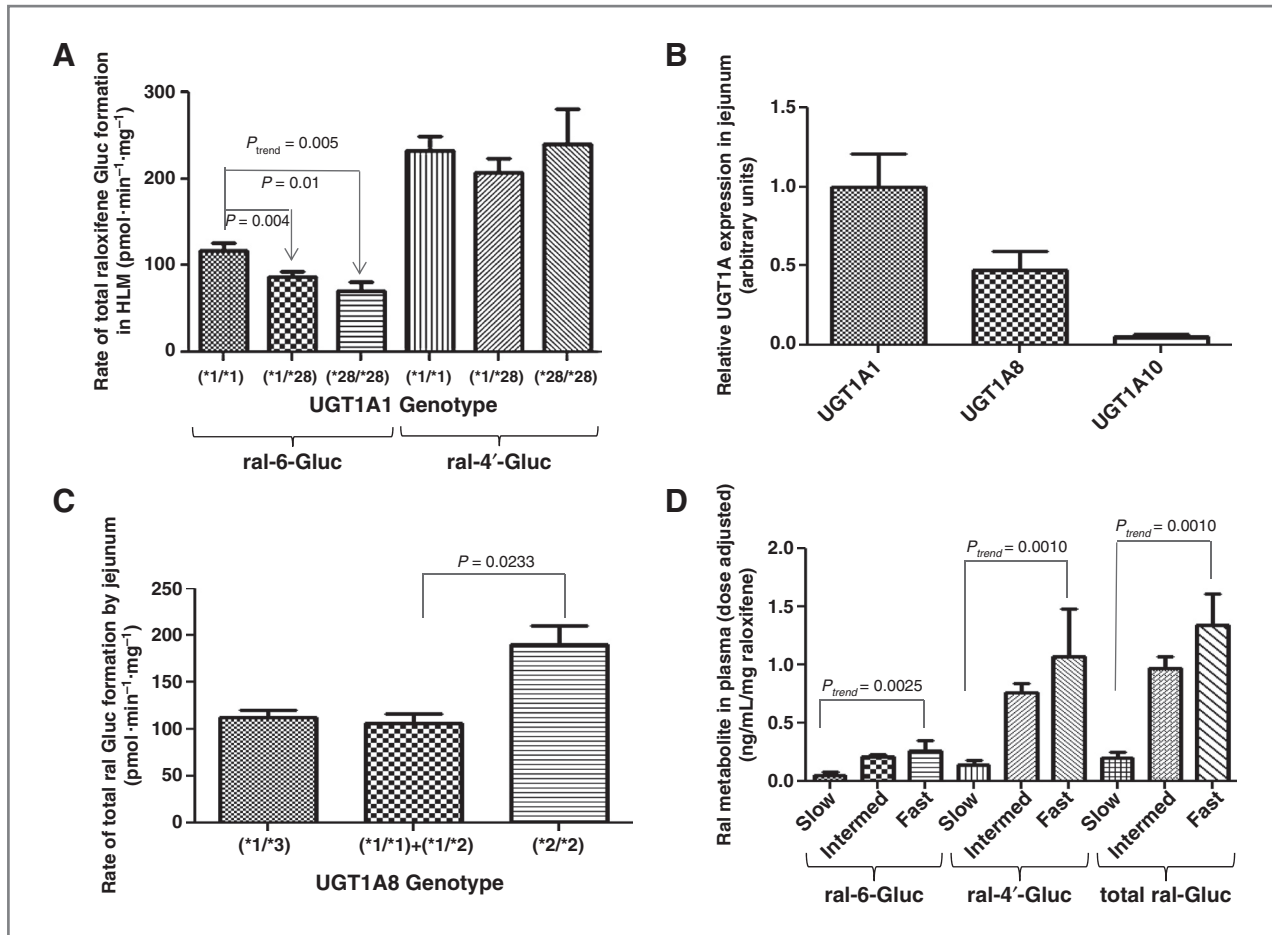 A
Rate of total raloxifene Gluc formation
in HLM (pmol·min⁻¹·mg⁻¹)
300
200
100
0
Ptrend = 0.005
P = 0.01
P = 0.004
(*1/*1)
(*1/*28)
(*28/*28)
(*1/*1)
(*1/*28)
(*28/*28)
UGT1A1 Genotype
ral-6-Gluc
ral-4′-Gluc
B
Relative UGT1A expression in jejunum
(arbitrary units)
1.5
1.0
0.5
0.0
UGT1A1
UGT1A8
UGT1A10
C
Rate of total ral Gluc formation by jejunum
(pmol·min⁻¹·mg⁻¹)
250
200
150
100
50
0
P = 0.0233
(*1/*3)
(*1/*1)+(*1/*2)
(*2/*2)
UGT1A8 Genotype
D
Ral metabolite in plasma (dose adjusted)
(ng/mL/mg raloxifene)
2.0
1.5
1.0
0.5
0.0
Ptrend = 0.0025
Ptrend = 0.0010
Ptrend = 0.0010
Slow
Intermed
Fast
Slow
Intermed
Fast
Slow
Intermed
Fast
ral-6-Gluc
ral-4′-Gluc
total ral-Gluc